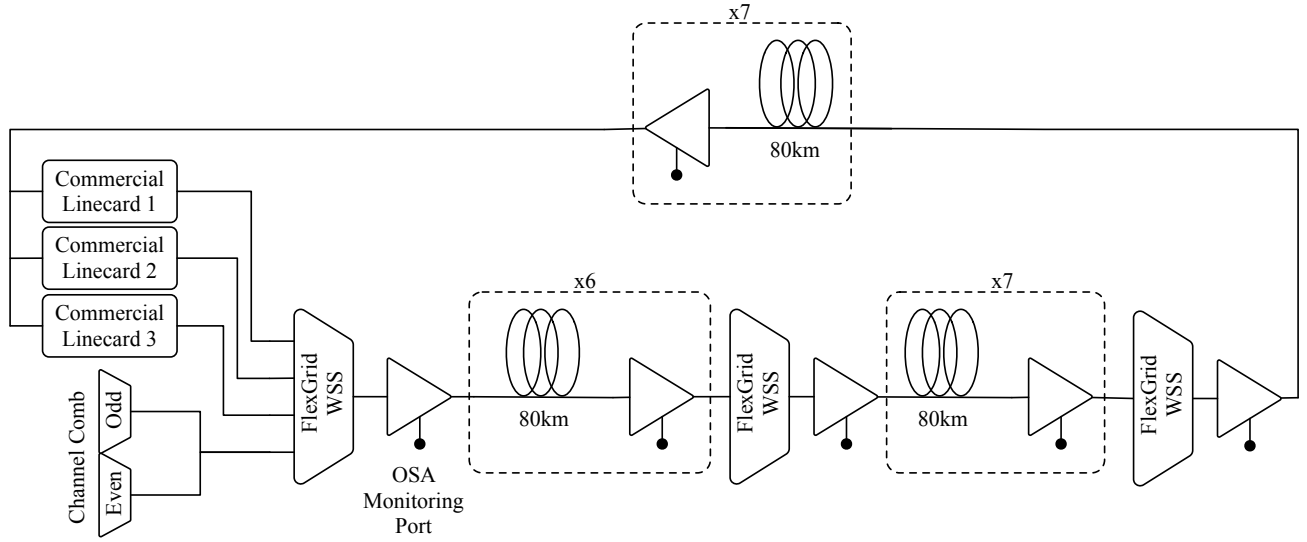 x7
80km
Commercial
Linecard 1
Commercial
Linecard 2
Commercial
Linecard 3
Channel Comb
Odd
Even
FlexGrid
WSS
OSA
Monitoring
Port
x6
80km
FlexGrid
WSS
x7
80km
FlexGrid
WSS